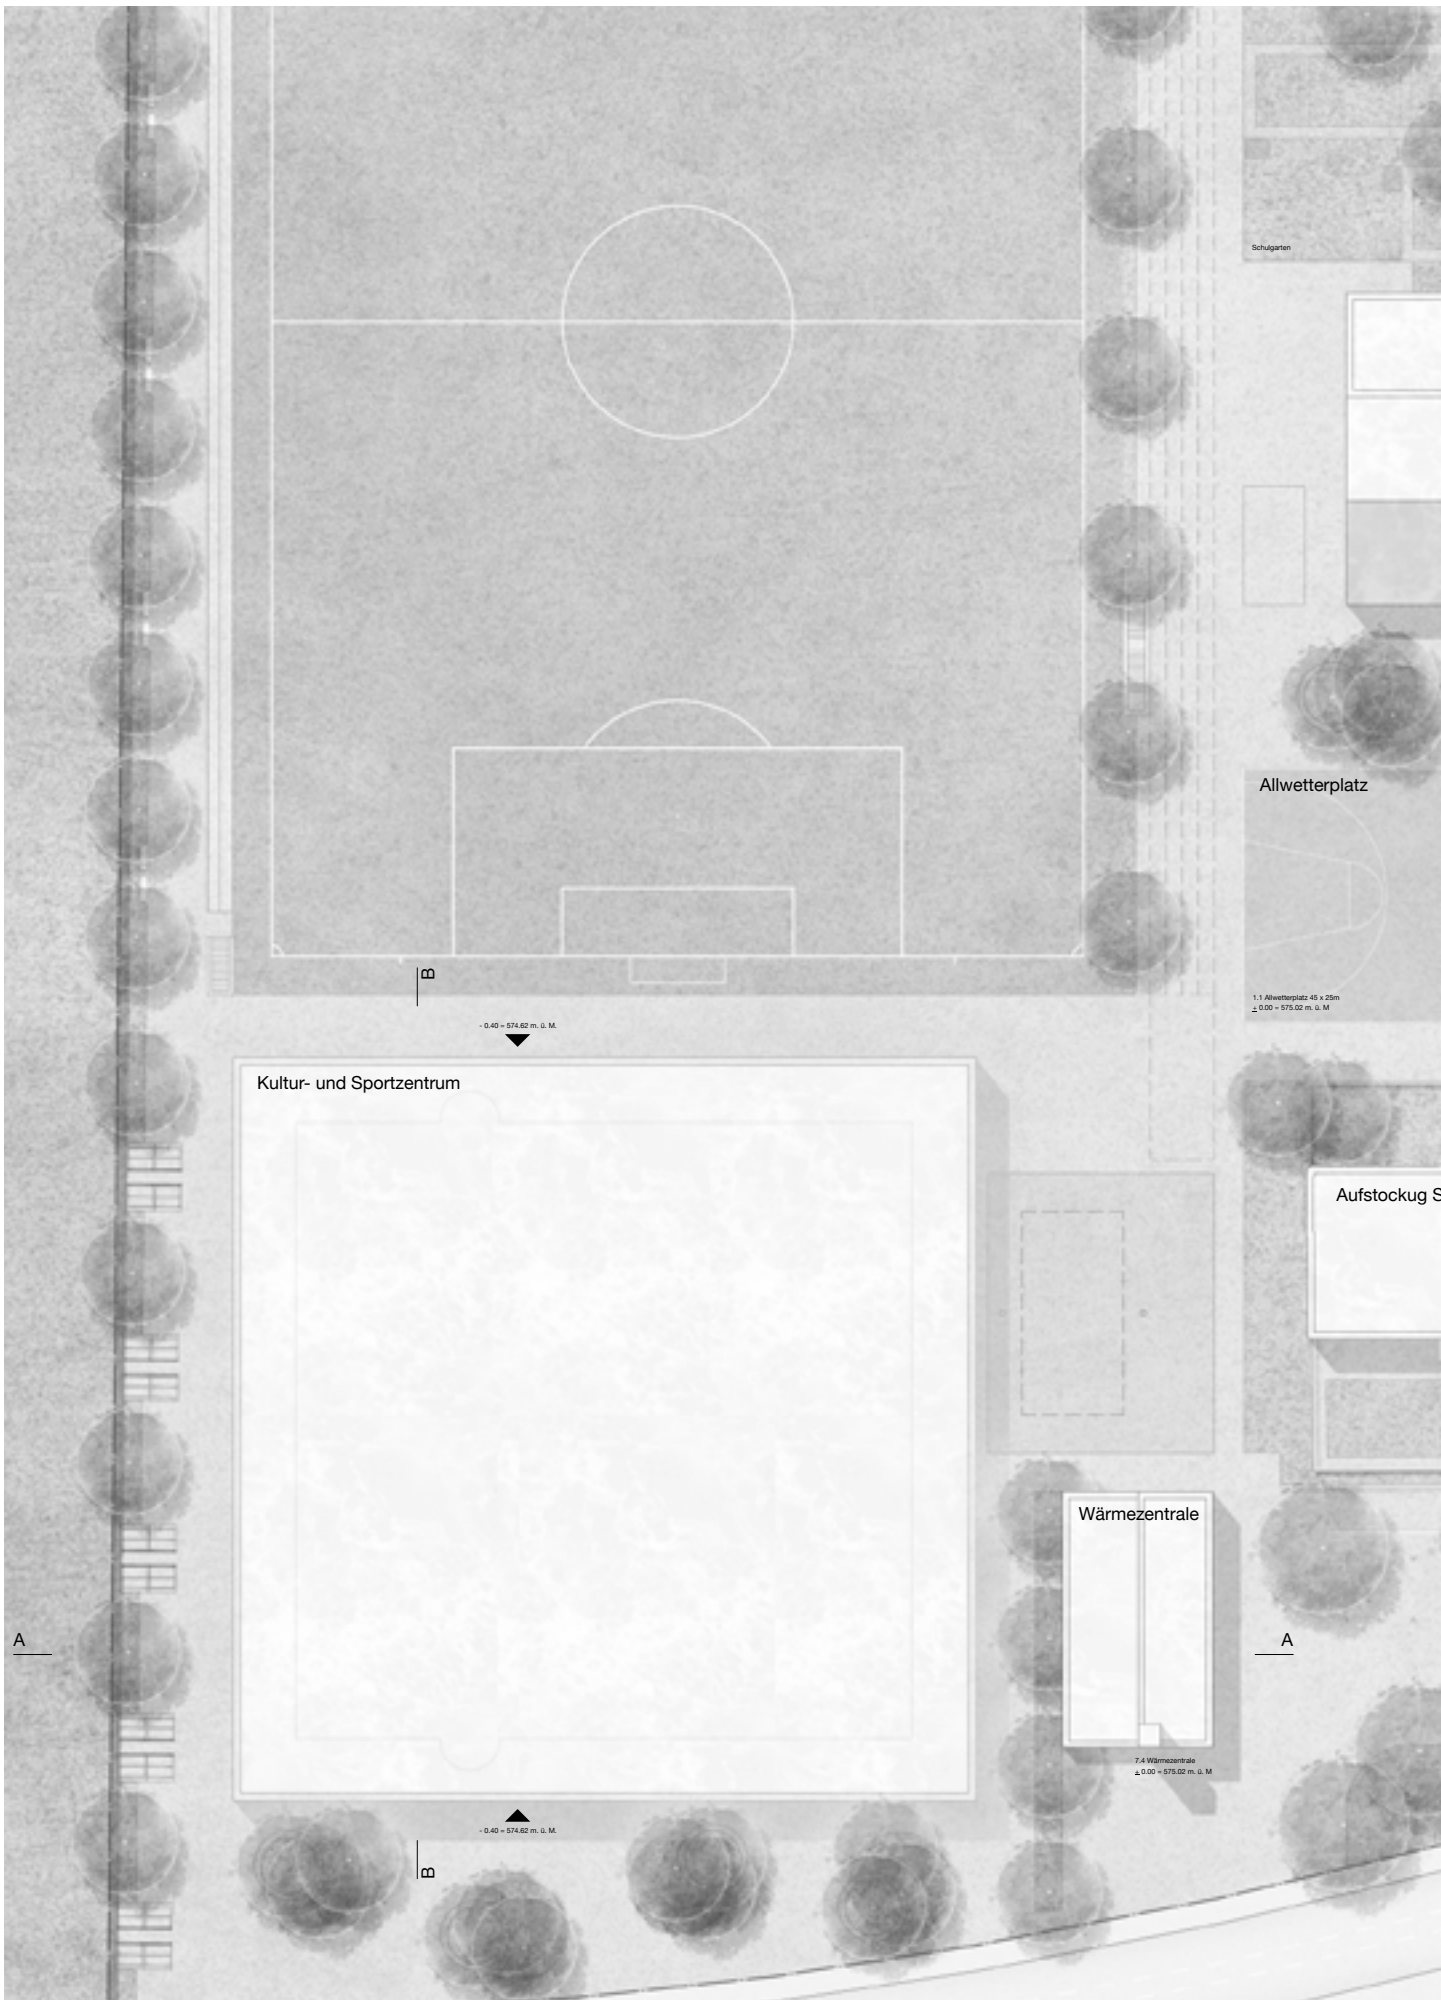 Schulgarten
Allwetterplatz
1.1 Allwetterplatz 45 x 25m
± 0.00 = 575.02 m. ü. M
B
- 0.40 = 574.62 m. ü. M.
Kultur- und Sportzentrum
Aufstockug S
Wärmezentrale
A
A
7.4 Wärmezentrale
± 0.00 = 575.02 m. ü. M
- 0.40 = 574.62 m. ü. M.
B